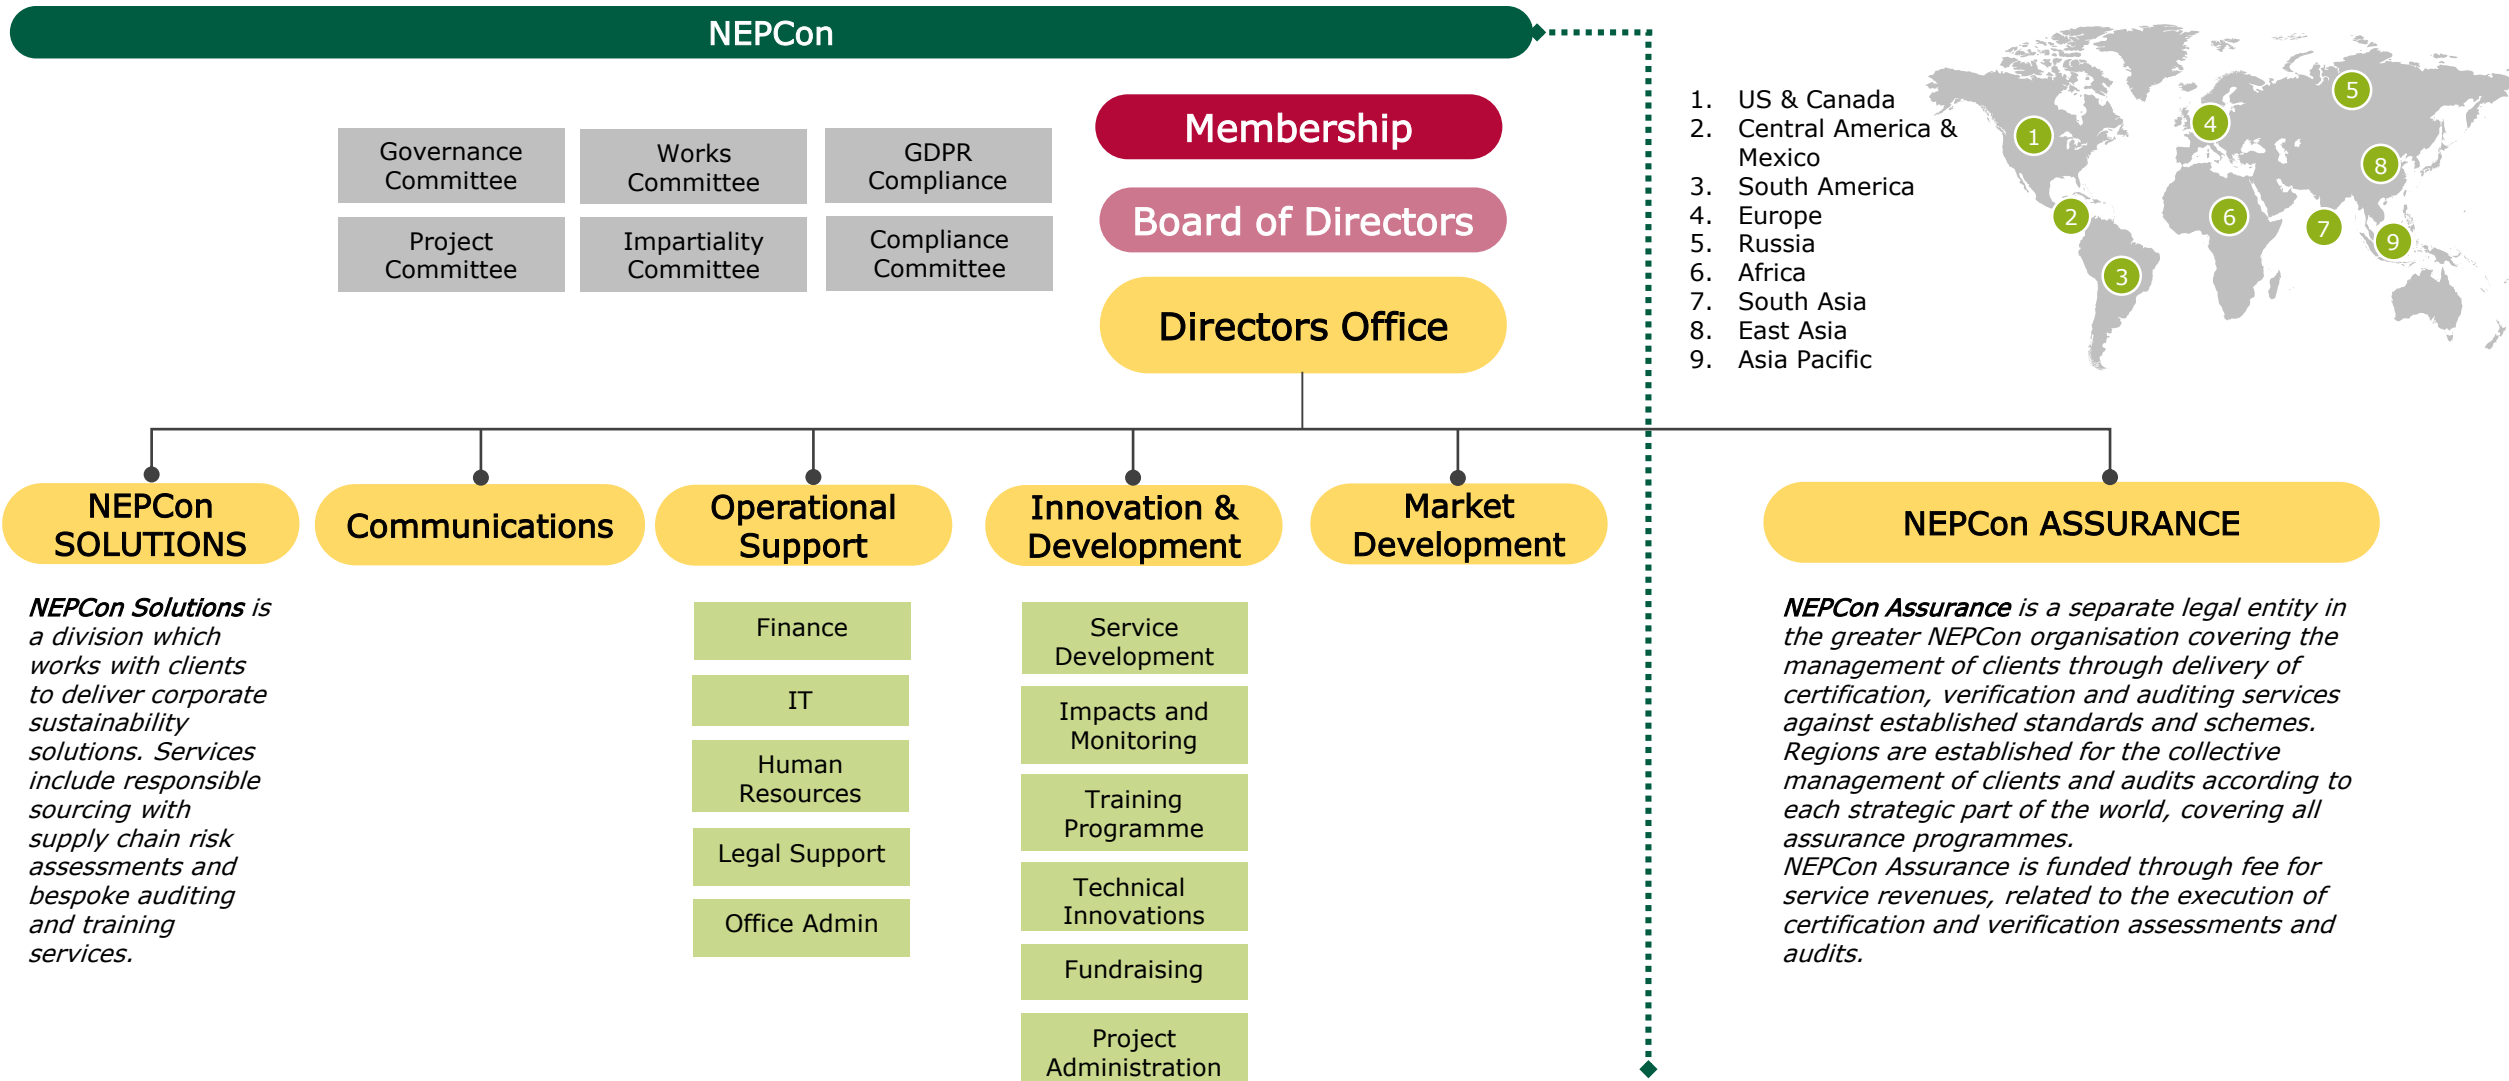 NEPCon
Governance
Committee
Works
Committee
GDPR
Compliance
Project
Committee
Impartiality
Committee
Compliance
Committee
Membership
Board of Directors
Directors Office
1. US & Canada
2. Central America &
Mexico
3. South America
4. Europe
5. Russia
6. Africa
7. South Asia
8. East Asia
9. Asia Pacific
1
2
3
4
5
6
7
8
9
NEPCon
SOLUTIONS
Communications
Operational
Support
Innovation &
Development
Market
Development
NEPCon ASSURANCE
NEPCon Solutions is
a division which
works with clients
to deliver corporate
sustainability
solutions. Services
include responsible
sourcing with
supply chain risk
assessments and
bespoke auditing
and training
services.
Finance
IT
Human
Resources
Legal Support
Office Admin
Service
Development
Impacts and
Monitoring
Training
Programme
Technical
Innovations
Fundraising
Project
Administration
NEPCon Assurance is a separate legal entity in
the greater NEPCon organisation covering the
management of clients through delivery of
certification, verification and auditing services
against established standards and schemes.
Regions are established for the collective
management of clients and audits according to
each strategic part of the world, covering all
assurance programmes.
NEPCon Assurance is funded through fee for
service revenues, related to the execution of
certification and verification assessments and
audits.